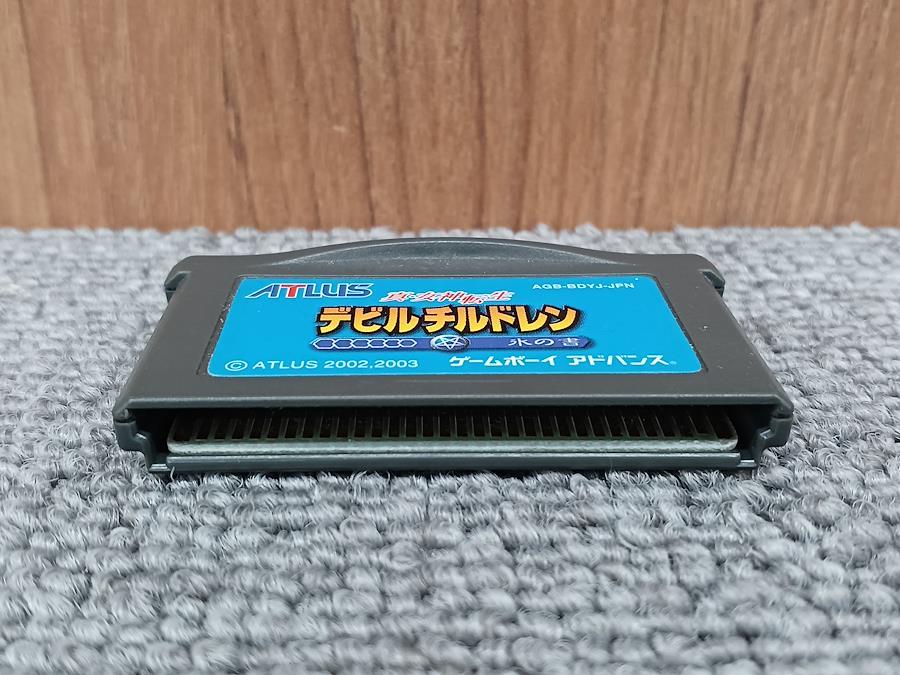 ATLUS
真・女神転生
AGB-BDYJ-JPN
デビルチルドレン
氷の書
© ATLUS 2002,2003
ゲームボーイ アドバンス